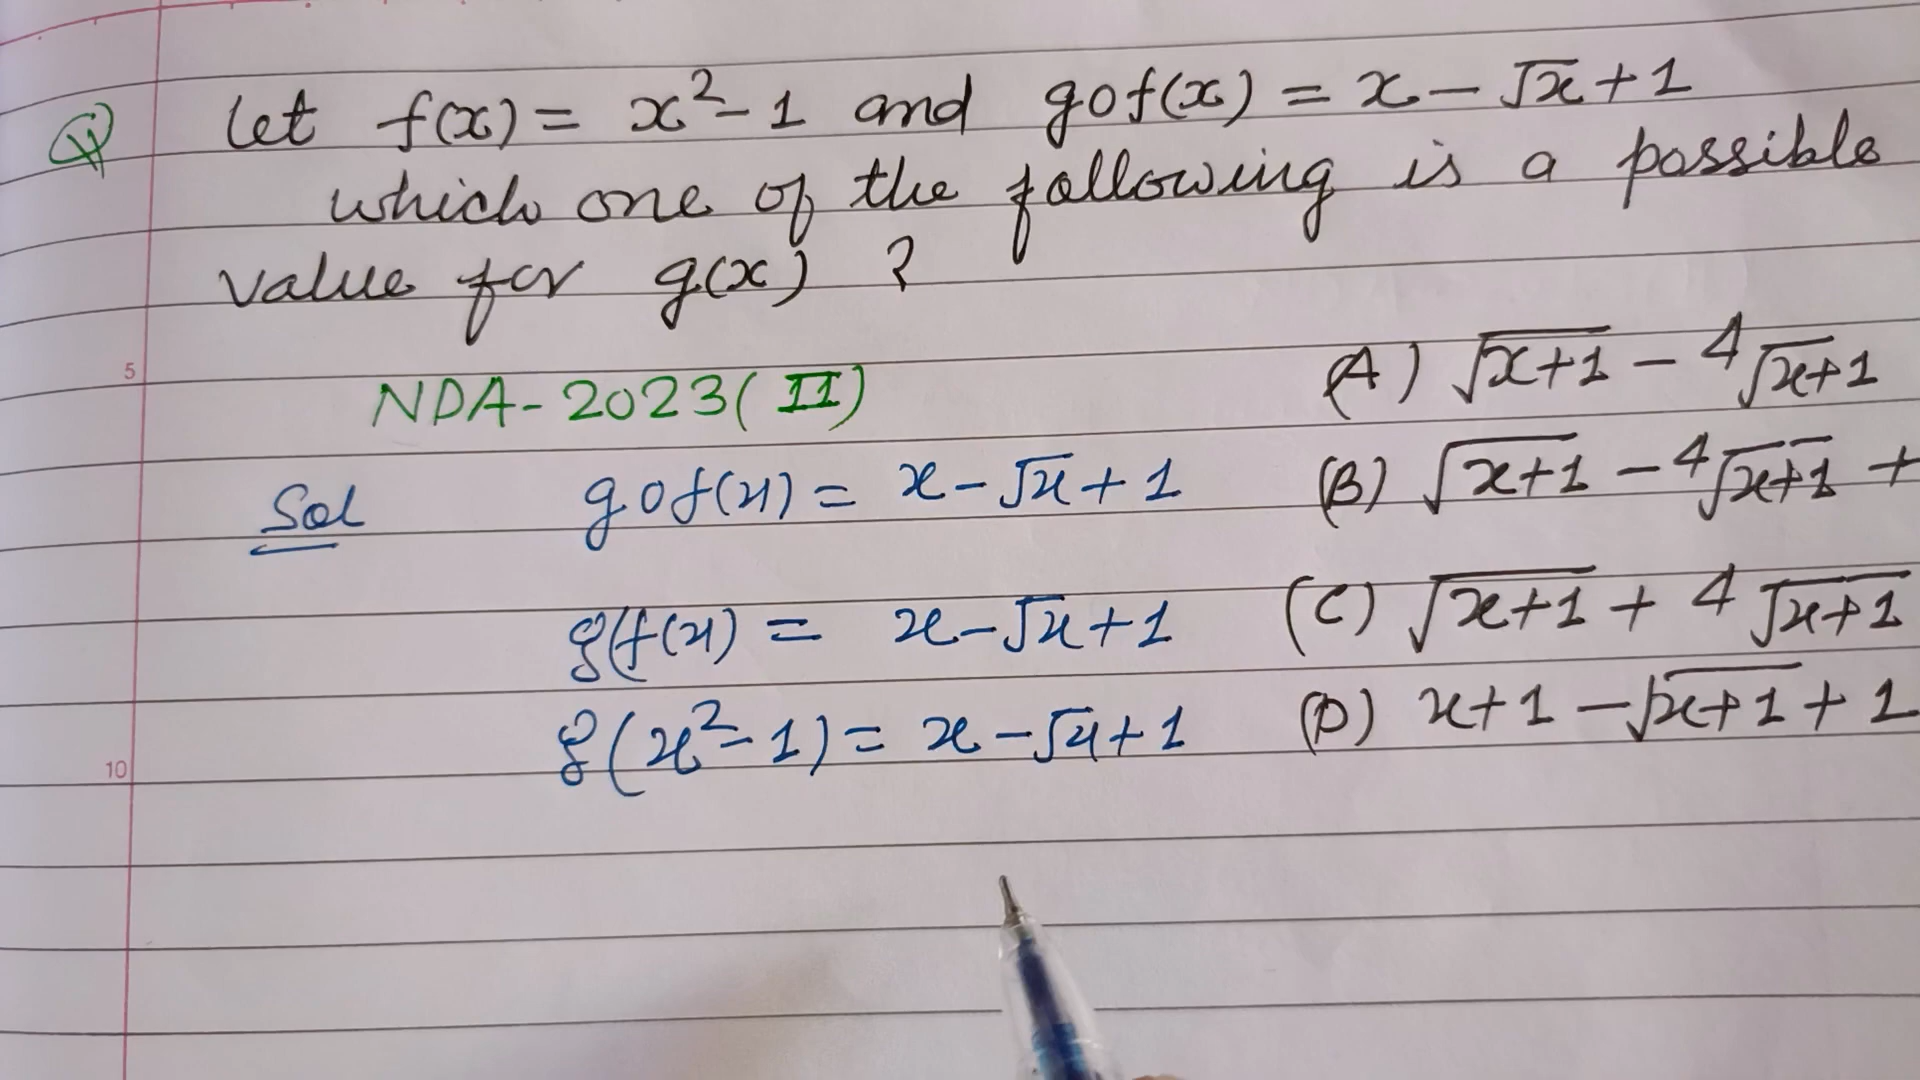 Q Let f(x) = x² - 1 and gof(x) = x - √x + 1
which one of the following is a possible
value for g(x) ?
5
NDA-2023(II)
(A) √(x+1) - ⁴√x+1
Sol gof(x) = x - √x + 1
(B) √(x+1) - ⁴√(x+1) +
g(f(x) = x - √x + 1
(C) √(x+1) + ⁴√(x+1)
g(x² - 1) = x - √x + 1
(D) x+1 - √(x+1) + 1
10